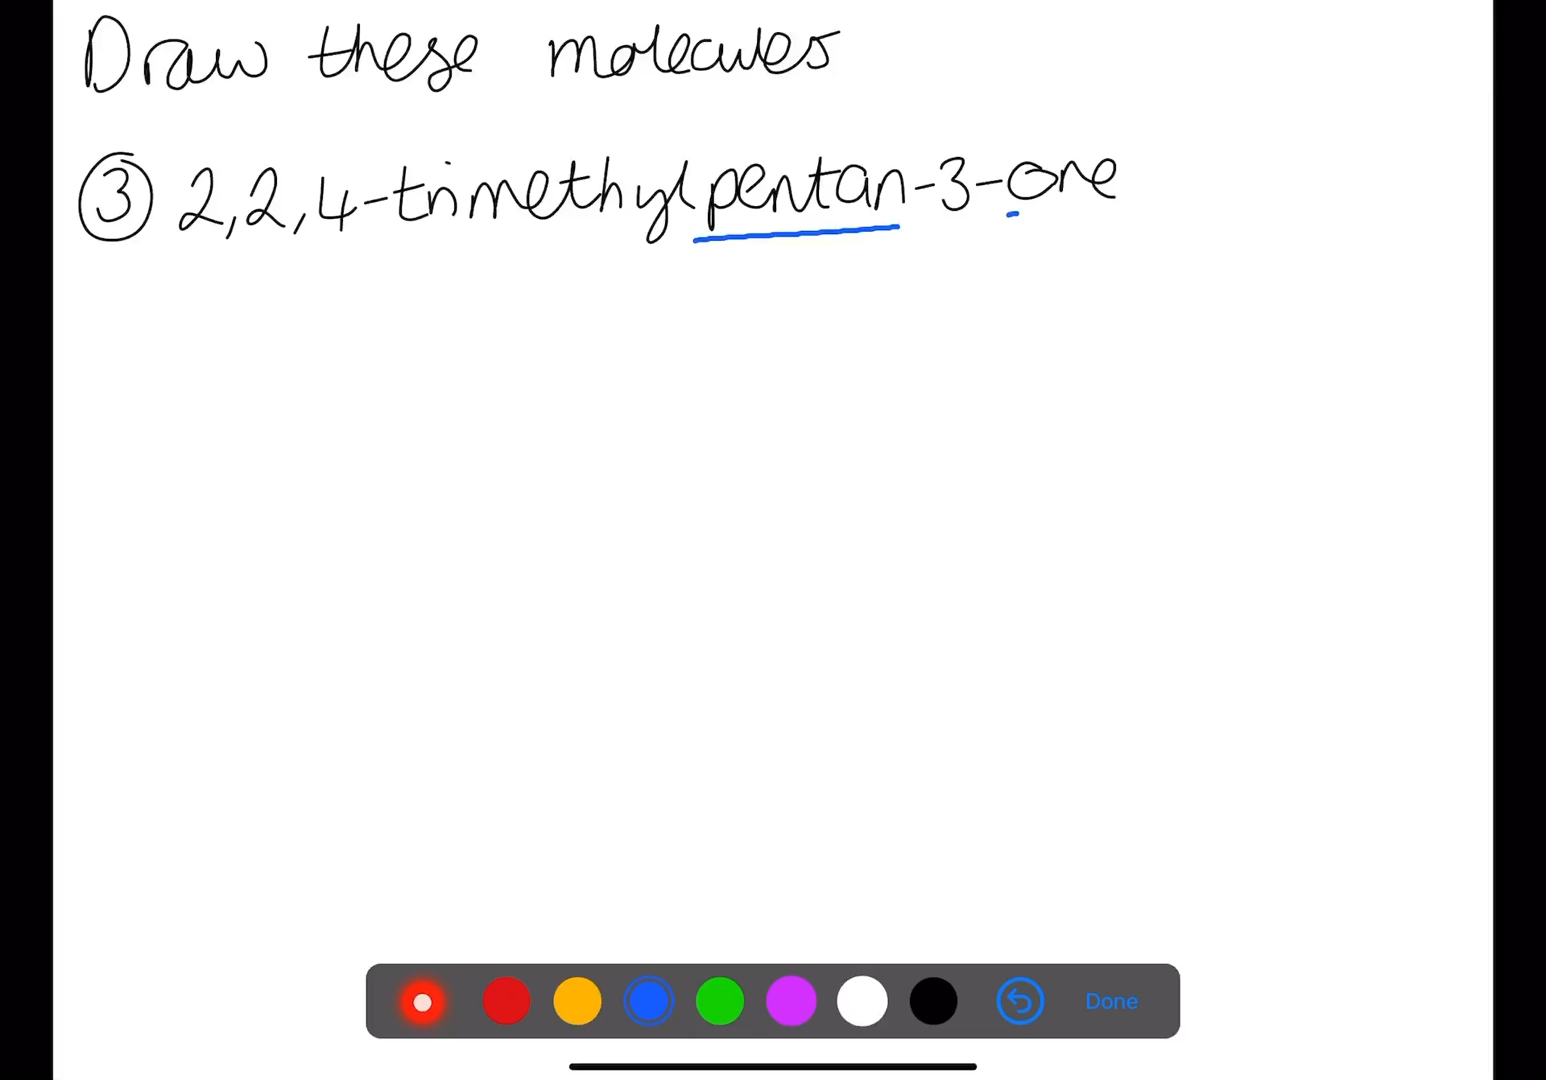 Draw these molecules
③ 2,2,4-trimethylpentan-3-one
Done